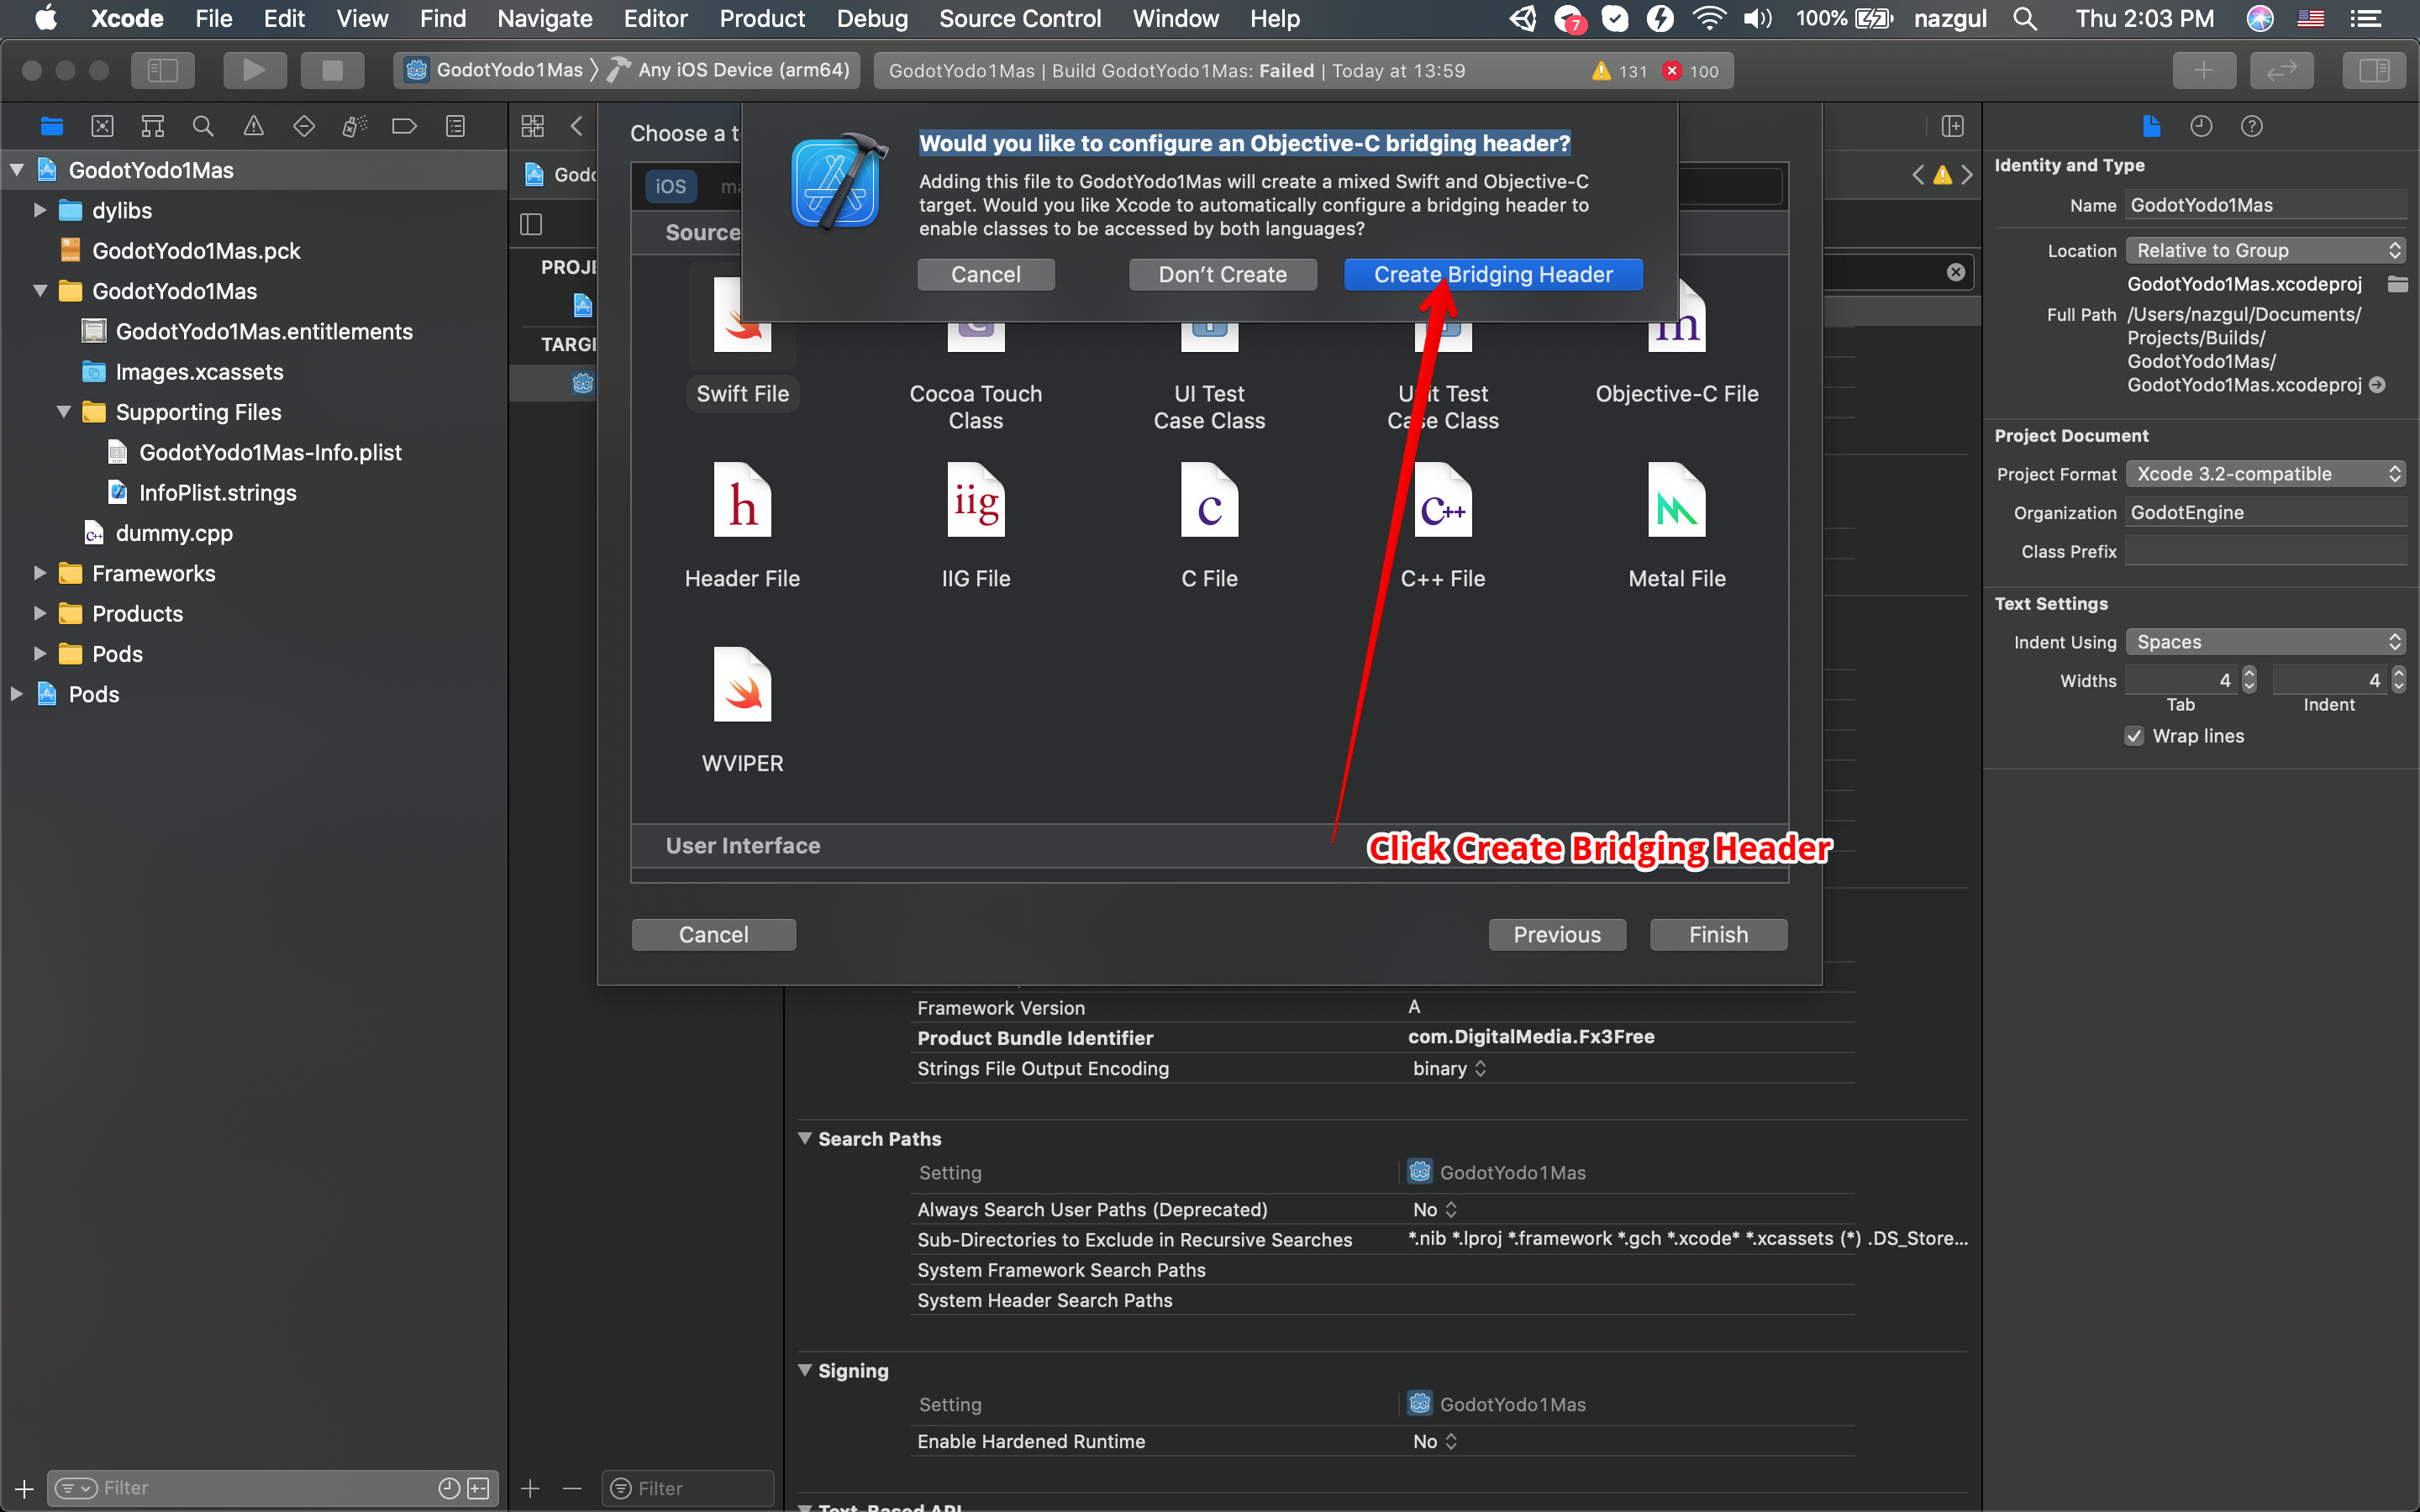 Xcode File Edit View Find Navigate Editor Product Debug Source Control Window Help 7 100% nazgul Thu 2:03 PM
GodotYodo1Mas Any iOS Device (arm64) GodotYodo1Mas | Build GodotYodo1Mas: Failed | Today at 13:59 131 100
GodotYodo1Mas
dylibs
GodotYodo1Mas.pck
GodotYodo1Mas
GodotYodo1Mas.entitlements
Images.xcassets
Supporting Files
GodotYodo1Mas-Info.plist
InfoPlist.strings
dummy.cpp
Frameworks
Products
Pods
Pods
Filter
Godo
PROJE
TARGE
Filter
Choose a t
iOS ma
Source
Would you like to configure an Objective-C bridging header?
Adding this file to GodotYodo1Mas will create a mixed Swift and Objective-C
target. Would you like Xcode to automatically configure a bridging header to
enable classes to be accessed by both languages?
Cancel Don't Create Create Bridging Header
Swift File
Cocoa Touch
Class
UI Test
Case Class
Unit Test
Case Class
m
Objective-C File
h
Header File
iig
IIG File
c
C File
C++
C++ File
Metal File
WVIPER
User Interface
Click Create Bridging Header
Cancel Previous Finish
Framework Version A
Product Bundle Identifier com.DigitalMedia.Fx3Free
Strings File Output Encoding binary
Search Paths
Setting GodotYodo1Mas
Always Search User Paths (Deprecated) No
Sub-Directories to Exclude in Recursive Searches *.nib *.lproj *.framework *.gch *.xcode* *.xcassets (*) .DS_Store...
System Framework Search Paths
System Header Search Paths
Signing
Setting GodotYodo1Mas
Enable Hardened Runtime No
Text-Based API
Identity and Type
Name GodotYodo1Mas
Location Relative to Group
GodotYodo1Mas.xcodeproj
Full Path /Users/nazgul/Documents/
Projects/Builds/
GodotYodo1Mas/
GodotYodo1Mas.xcodeproj
Project Document
Project Format Xcode 3.2-compatible
Organization GodotEngine
Class Prefix
Text Settings
Indent Using Spaces
Widths 4 4
Tab Indent
Wrap lines